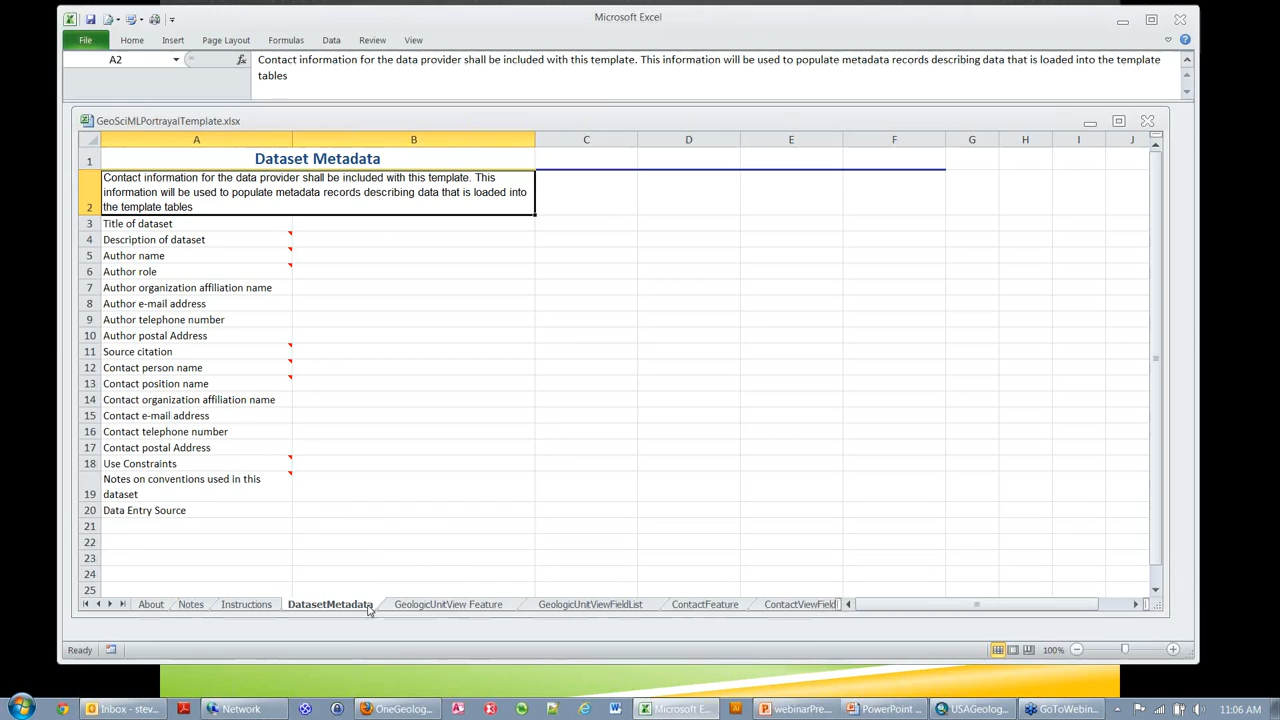 Microsoft Excel
File Home Insert Page Layout Formulas Data Review View
A2 fx Contact information for the data provider shall be included with this template. This information will be used to populate metadata records describing data that is loaded into the template
tables
GeoSciMLPortrayalTemplate.xlsx
A B C D E F G H I J
1 Dataset Metadata
Contact information for the data provider shall be included with this template. This
information will be used to populate metadata records describing data that is loaded into
2 the template tables
3 Title of dataset
4 Description of dataset
5 Author name
6 Author role
7 Author organization affiliation name
8 Author e-mail address
9 Author telephone number
10 Author postal Address
11 Source citation
12 Contact person name
13 Contact position name
14 Contact organization affiliation name
15 Contact e-mail address
16 Contact telephone number
17 Contact postal Address
18 Use Constraints
Notes on conventions used in this
19 dataset
20 Data Entry Source
21
22
23
24
25
About Notes Instructions DatasetMetadata GeologicUnitView Feature GeologicUnitViewFieldList ContactFeature ContactViewField
Ready 100%
Inbox - stev... Network OneGeolog... Microsoft E... webinarPre... PowerPoint ... USAGeolog... GoToWebin... 11:06 AM